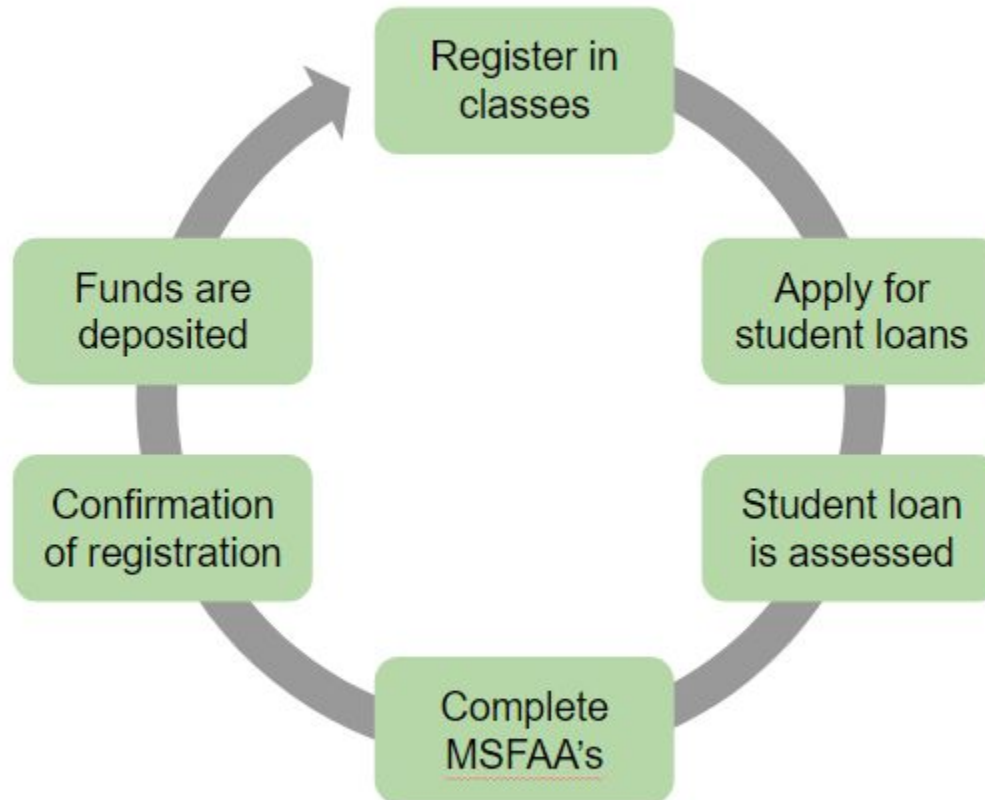 Register in
classes
Apply for
student loans
Student loan
is assessed
Complete
MSFAA's
Confirmation
of registration
Funds are
deposited